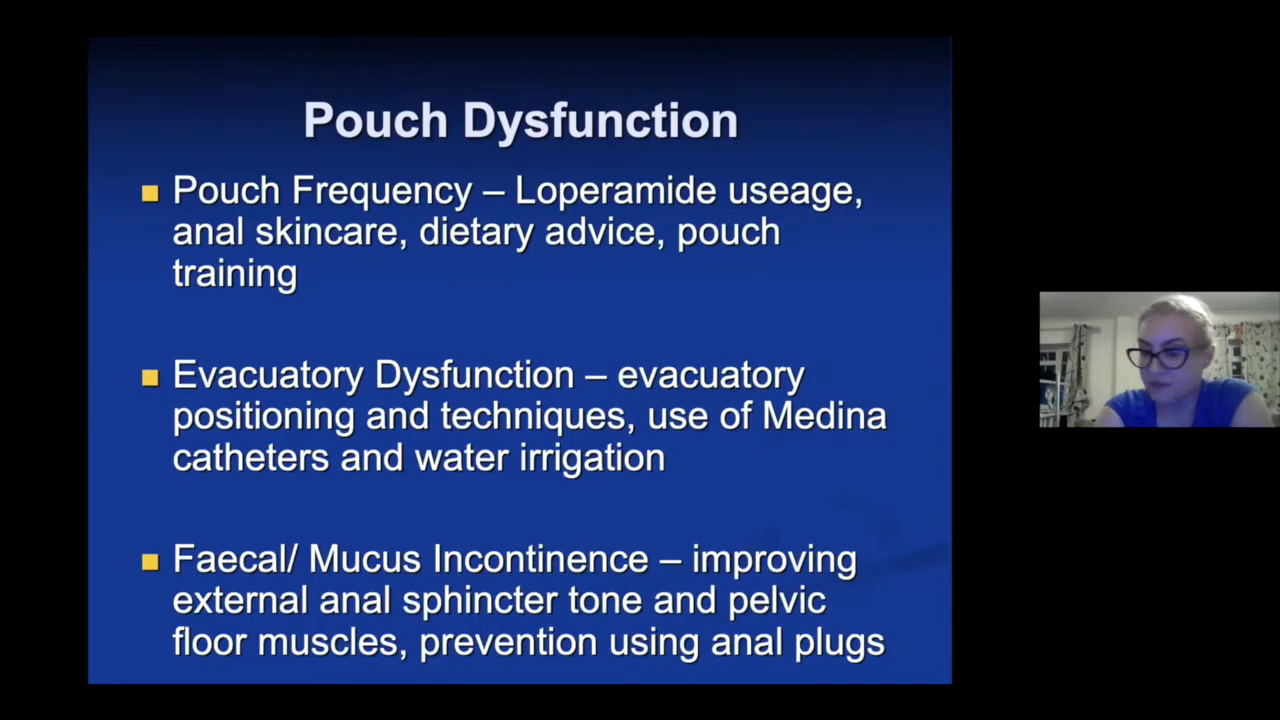 Pouch Dysfunction
Pouch Frequency – Loperamide useage,
anal skincare, dietary advice, pouch
training
Evacuatory Dysfunction – evacuatory
positioning and techniques, use of Medina
catheters and water irrigation
Faecal/ Mucus Incontinence – improving
external anal sphincter tone and pelvic
floor muscles, prevention using anal plugs